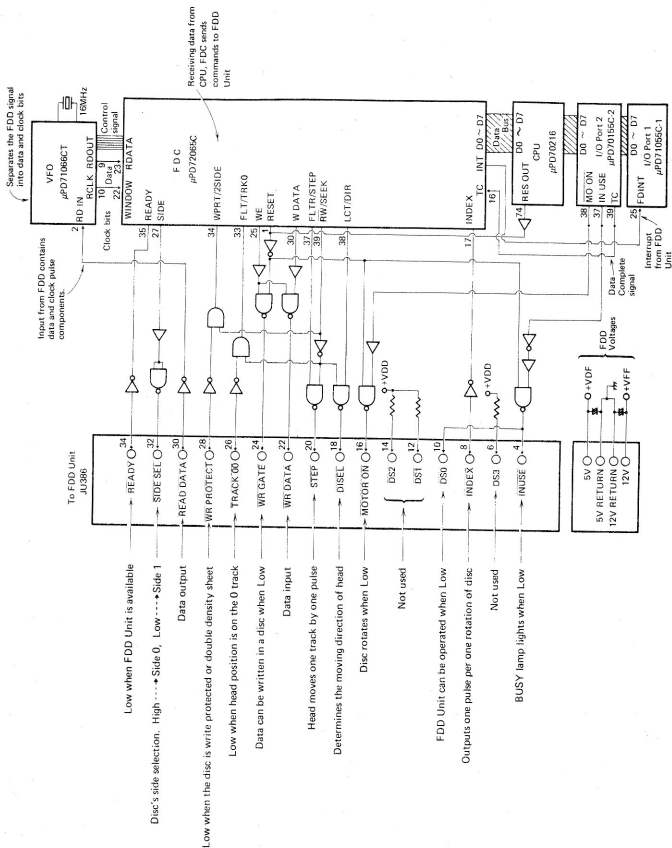 Separates the FDD signal
into data and clock bits
VFO
µPD71066CT
16MHz
RD IN
RCLK RDOUT
2
10
9
22
23
Clock bits
Data
Control
signal
Input from FDD contains
data and clock pulse
components.
Receiving data from
CPU, FDC sends
commands to FDD
Unit
F D C
µPD72065C
WINDOW RDATA
35 READY
27 SIDE
34 WPRT/2SIDE
33 FLT/TRK0
25 WE
1 RESET
30 W DATA
37 FLTR/STEP
39 RW/SEEK
38 LCT/DIR
17 INDEX
TC INT
16
D0 ~ D7
Data
Bus
CPU
µPD70216
RES OUT
74
D0 ~ D7
I/O Port 2
µPD70155C-2
38 MO ON
37 IN USE
39 TC
D0 ~ D7
I/O Port 1
µPD71055C-1
25 FDINT
Data
Complete
signal
Interrupt
from FDD
Unit
To FDD Unit
JU386
Low when FDD Unit is available
READY 34
Disc's side selection. High ----→ Side 0, Low ----→ Side 1
SIDE SEL 32
Data output
READ DATA 30
Low when the disc is write protected or double density sheet
WR PROTECT 28
Low when head position is on the 0 track
TRACK 00 26
Data can be written in a disc when Low
WR GATE 24
Data input
WR DATA 22
Head moves one track by one pulse
STEP 20
Determines the moving direction of head
DISEL 18
Disc rotates when Low
MOTOR ON 16
Not used
DS2 14
DS1 12
+VDD
FDD Unit can be operated when Low
DS0 10
Outputs one pulse per one rotation of disc
INDEX 8
Not used
DS3 6
+VDD
BUSY lamp lights when Low
INUSE 4
FDD
Voltages
5V
+VDF
5V RETURN
12V RETURN
12V
+VFF